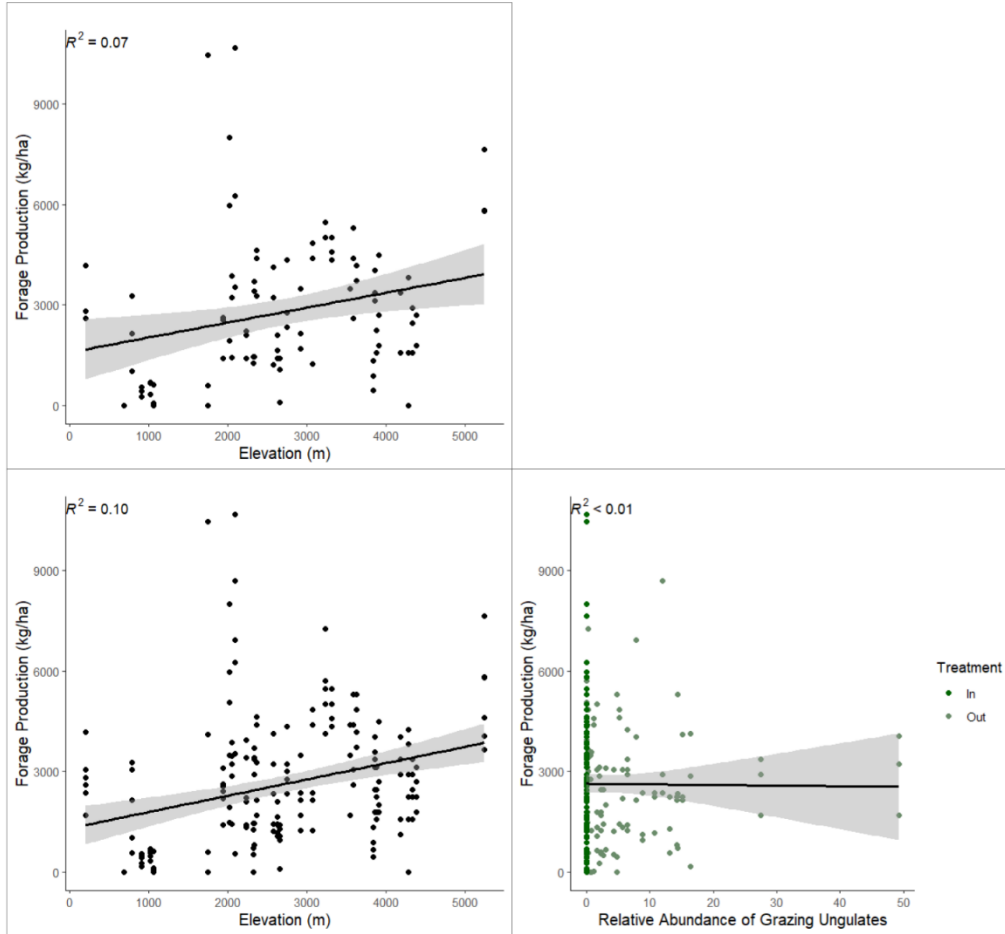 R² = 0.07
Forage Production (kg/ha)
9000
6000
3000
0
0 1000 2000 3000 4000 5000
Elevation (m)
R² = 0.10
Forage Production (kg/ha)
9000
6000
3000
0
0 1000 2000 3000 4000 5000
Elevation (m)
R² < 0.01
Forage Production (kg/ha)
9000
6000
3000
0
0 10 20 30 40 50
Relative Abundance of Grazing Ungulates
Treatment
In
Out